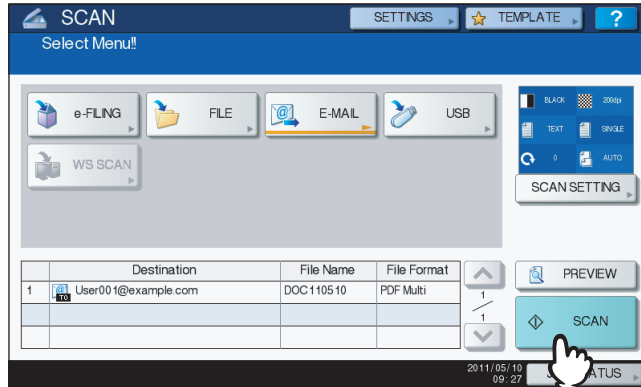 SCAN
SETTINGS
TEMPLATE
?
Select Menu!!
e-FILING
FILE
E-MAIL
USB
WS SCAN
BLACK
200dpi
TEXT
SINGLE
0
AUTO
SCAN SETTING
Destination
File Name
File Format
1
TO
User001@example.com
DOC110510
PDF Multi
1
1
PREVIEW
SCAN
2011/05/10
09:27
ATUS